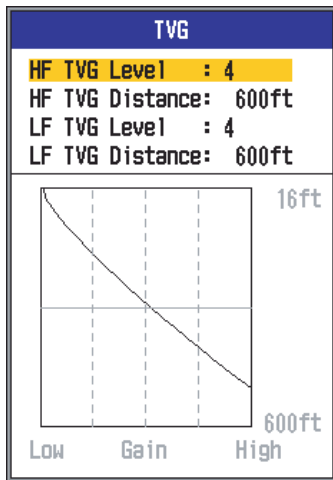 TVG
HF TVG Level : 4
HF TVG Distance: 600ft
LF TVG Level : 4
LF TVG Distance: 600ft
16ft
600ft
Low Gain High